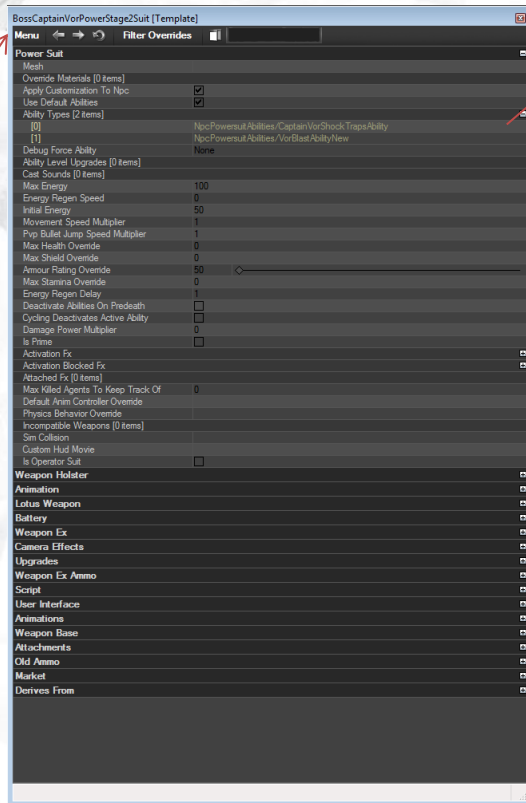 BossCaptainVorPowerStage2Suit [Template]
Menu Filter Overrides
Power Suit
Mesh
Override Materials [0 items]
Apply Customization To Npc
Use Default Abilities
Ability Types [2 items]
[0] NpcPowersuitAbilities/CaptainVorShockTrapsAbility
[1] NpcPowersuitAbilities/VorBlastAbilityNew
Debug Force Ability None
Ability Level Upgrades [0 items]
Cast Sounds [0 items]
Max Energy 100
Energy Regen Speed 0
Initial Energy 50
Movement Speed Multiplier 1
Pvp Bullet Jump Speed Multiplier 1
Max Health Override 0
Max Shield Override 0
Armour Rating Override 50
Max Stamina Override 0
Energy Regen Delay 1
Deactivate Abilities On Predeath
Cycling Deactivates Active Ability
Damage Power Multiplier 0
Is Prime
Activation Fx
Activation Blocked Fx
Attached Fx [0 items]
Max Killed Agents To Keep Track Of 0
Default Anim Controller Override
Physics Behavior Override
Incompatible Weapons [0 items]
Sim Collision
Custom Hud Movie
Is Operator Suit
Weapon Holster
Animation
Lotus Weapon
Battery
Weapon Ex
Camera Effects
Upgrades
Weapon Ex Ammo
Script
User Interface
Animations
Weapon Base
Attachments
Old Ammo
Market
Derives From